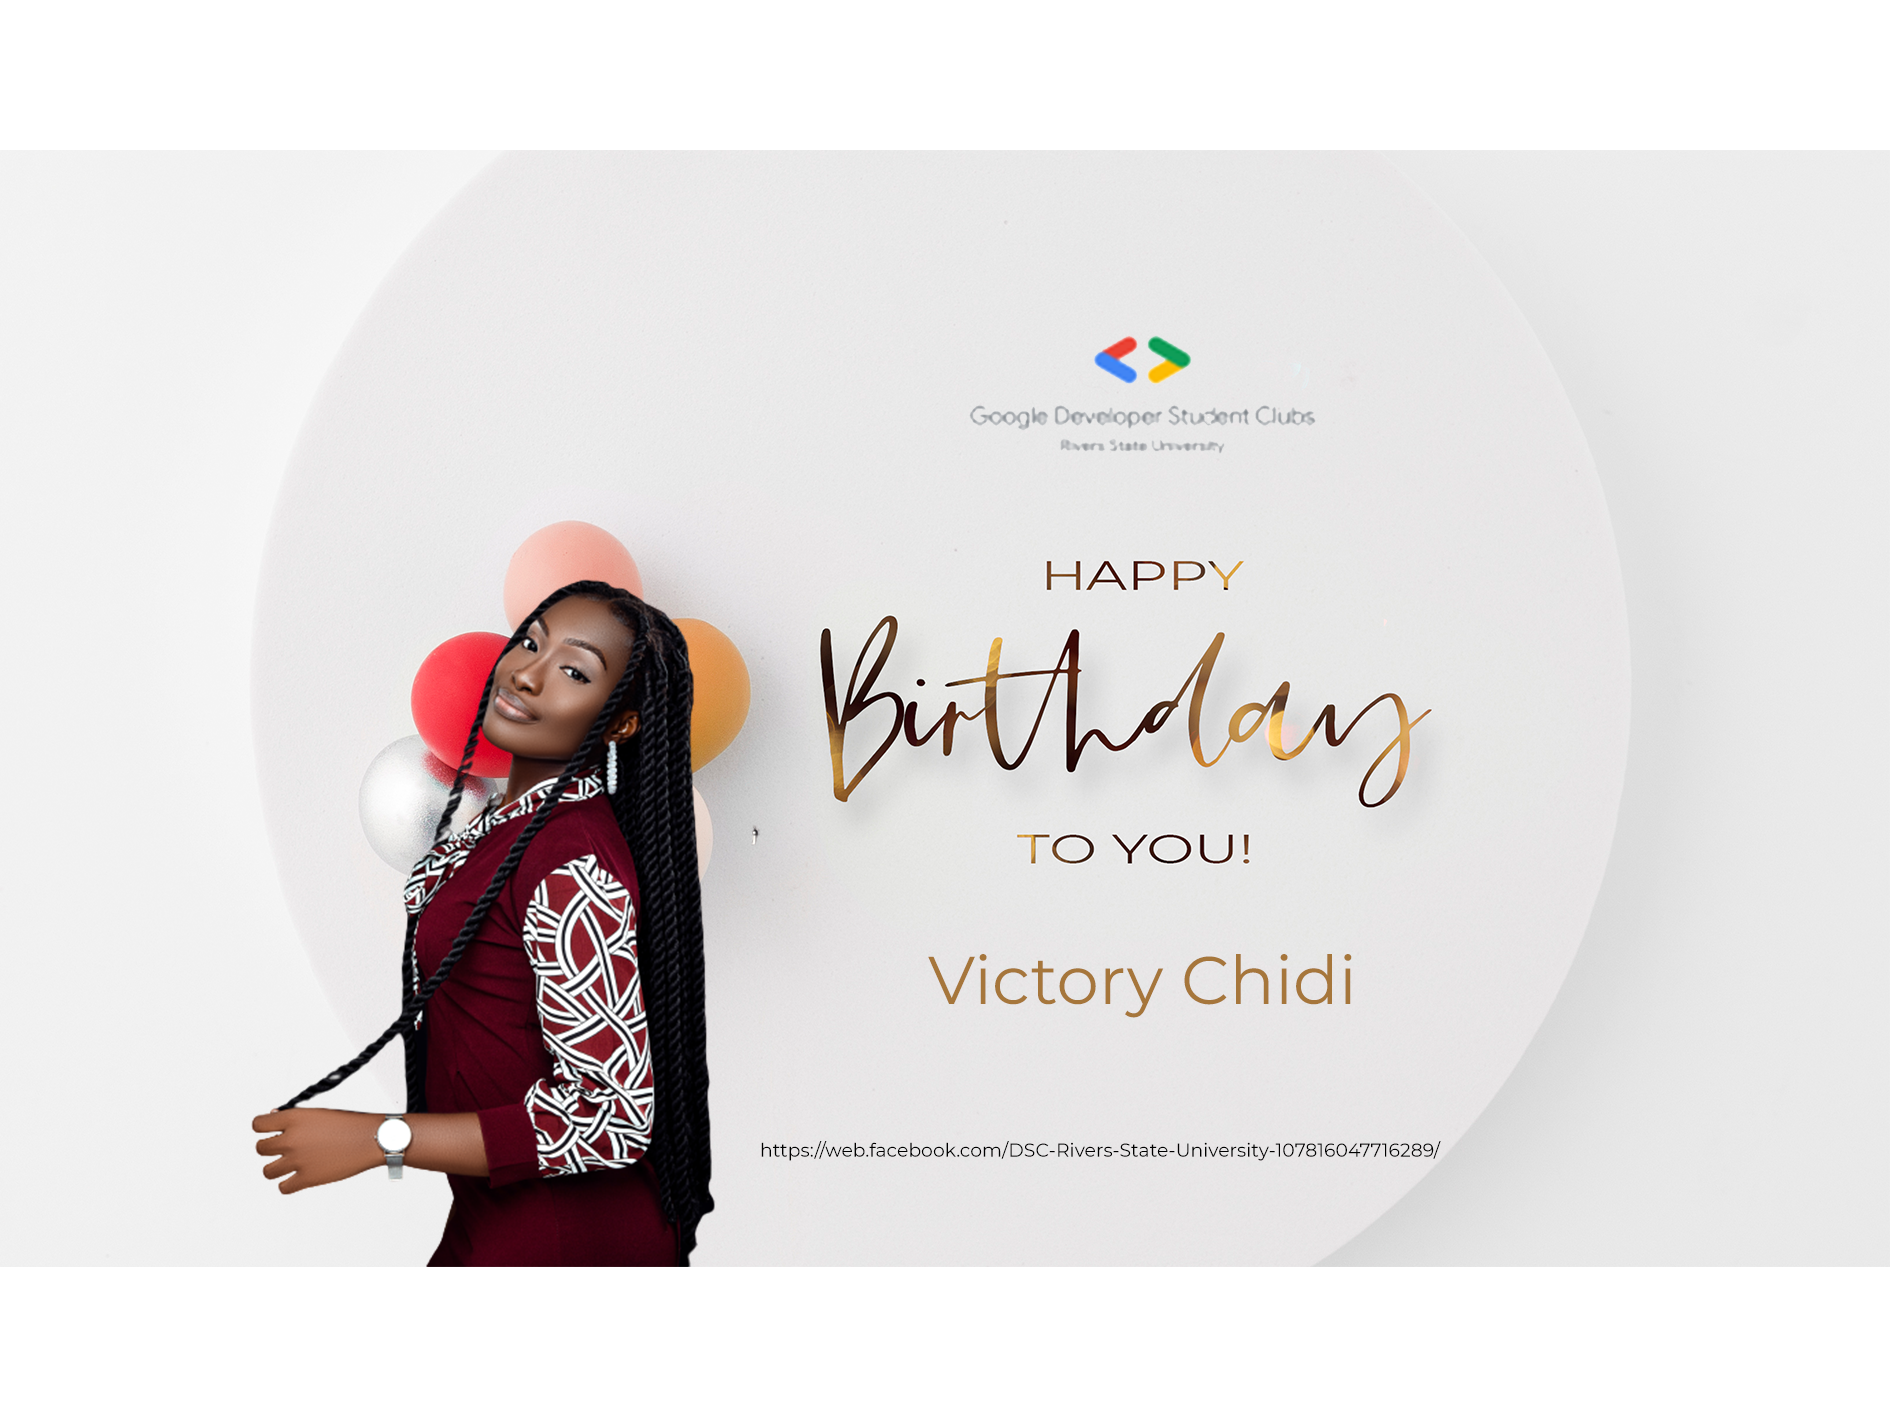 Google Developer Student Clubs
Rivers State University
HAPPY
Birthday
TO YOU!
Victory Chidi
https://web.facebook.com/DSC-Rivers-State-University-107816047716289/